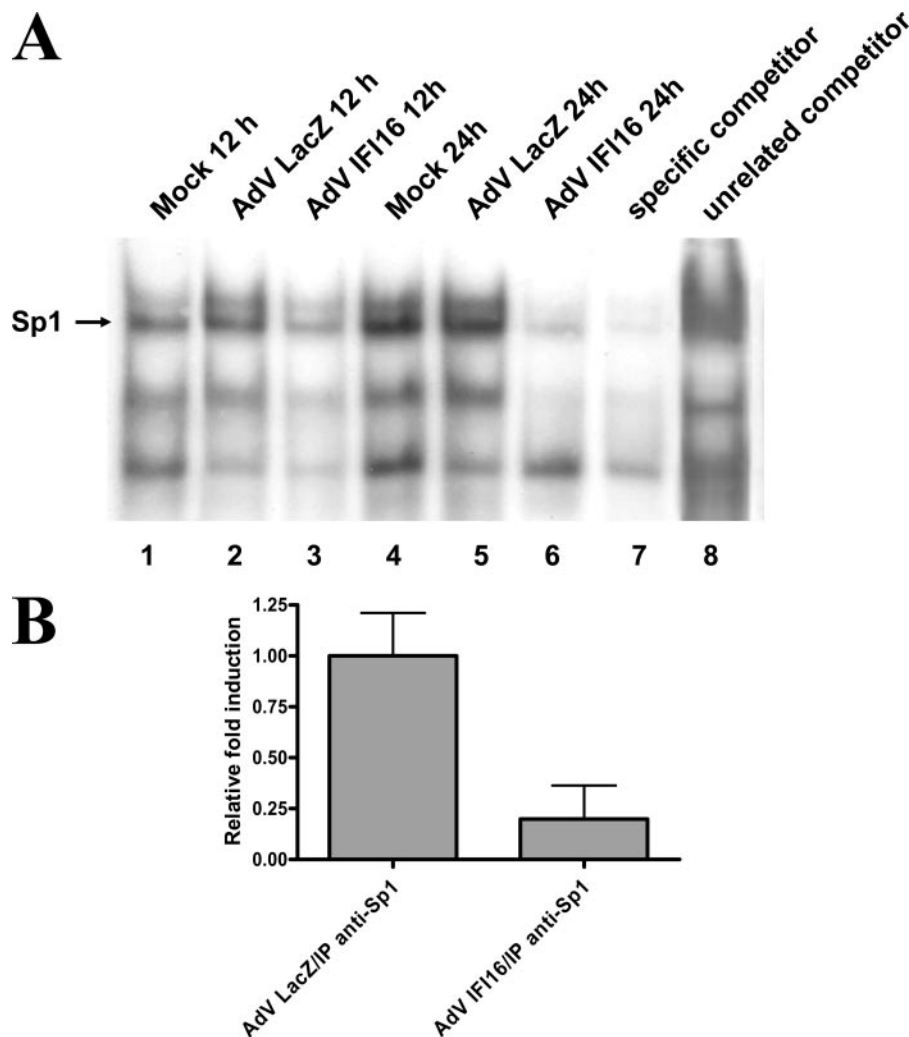 A
Mock 12 h
AdV LacZ 12 h
AdV IFI16 12h
Mock 24h
AdV LacZ 24h
AdV IFI16 24h
specific competitor
unrelated competitor
Sp1
1 2 3 4 5 6 7 8
B
Relative fold induction
1.25
1.00
0.75
0.50
0.25
0.00
AdV LacZ/IP anti-Sp1
AdV IFI16/IP anti-Sp1